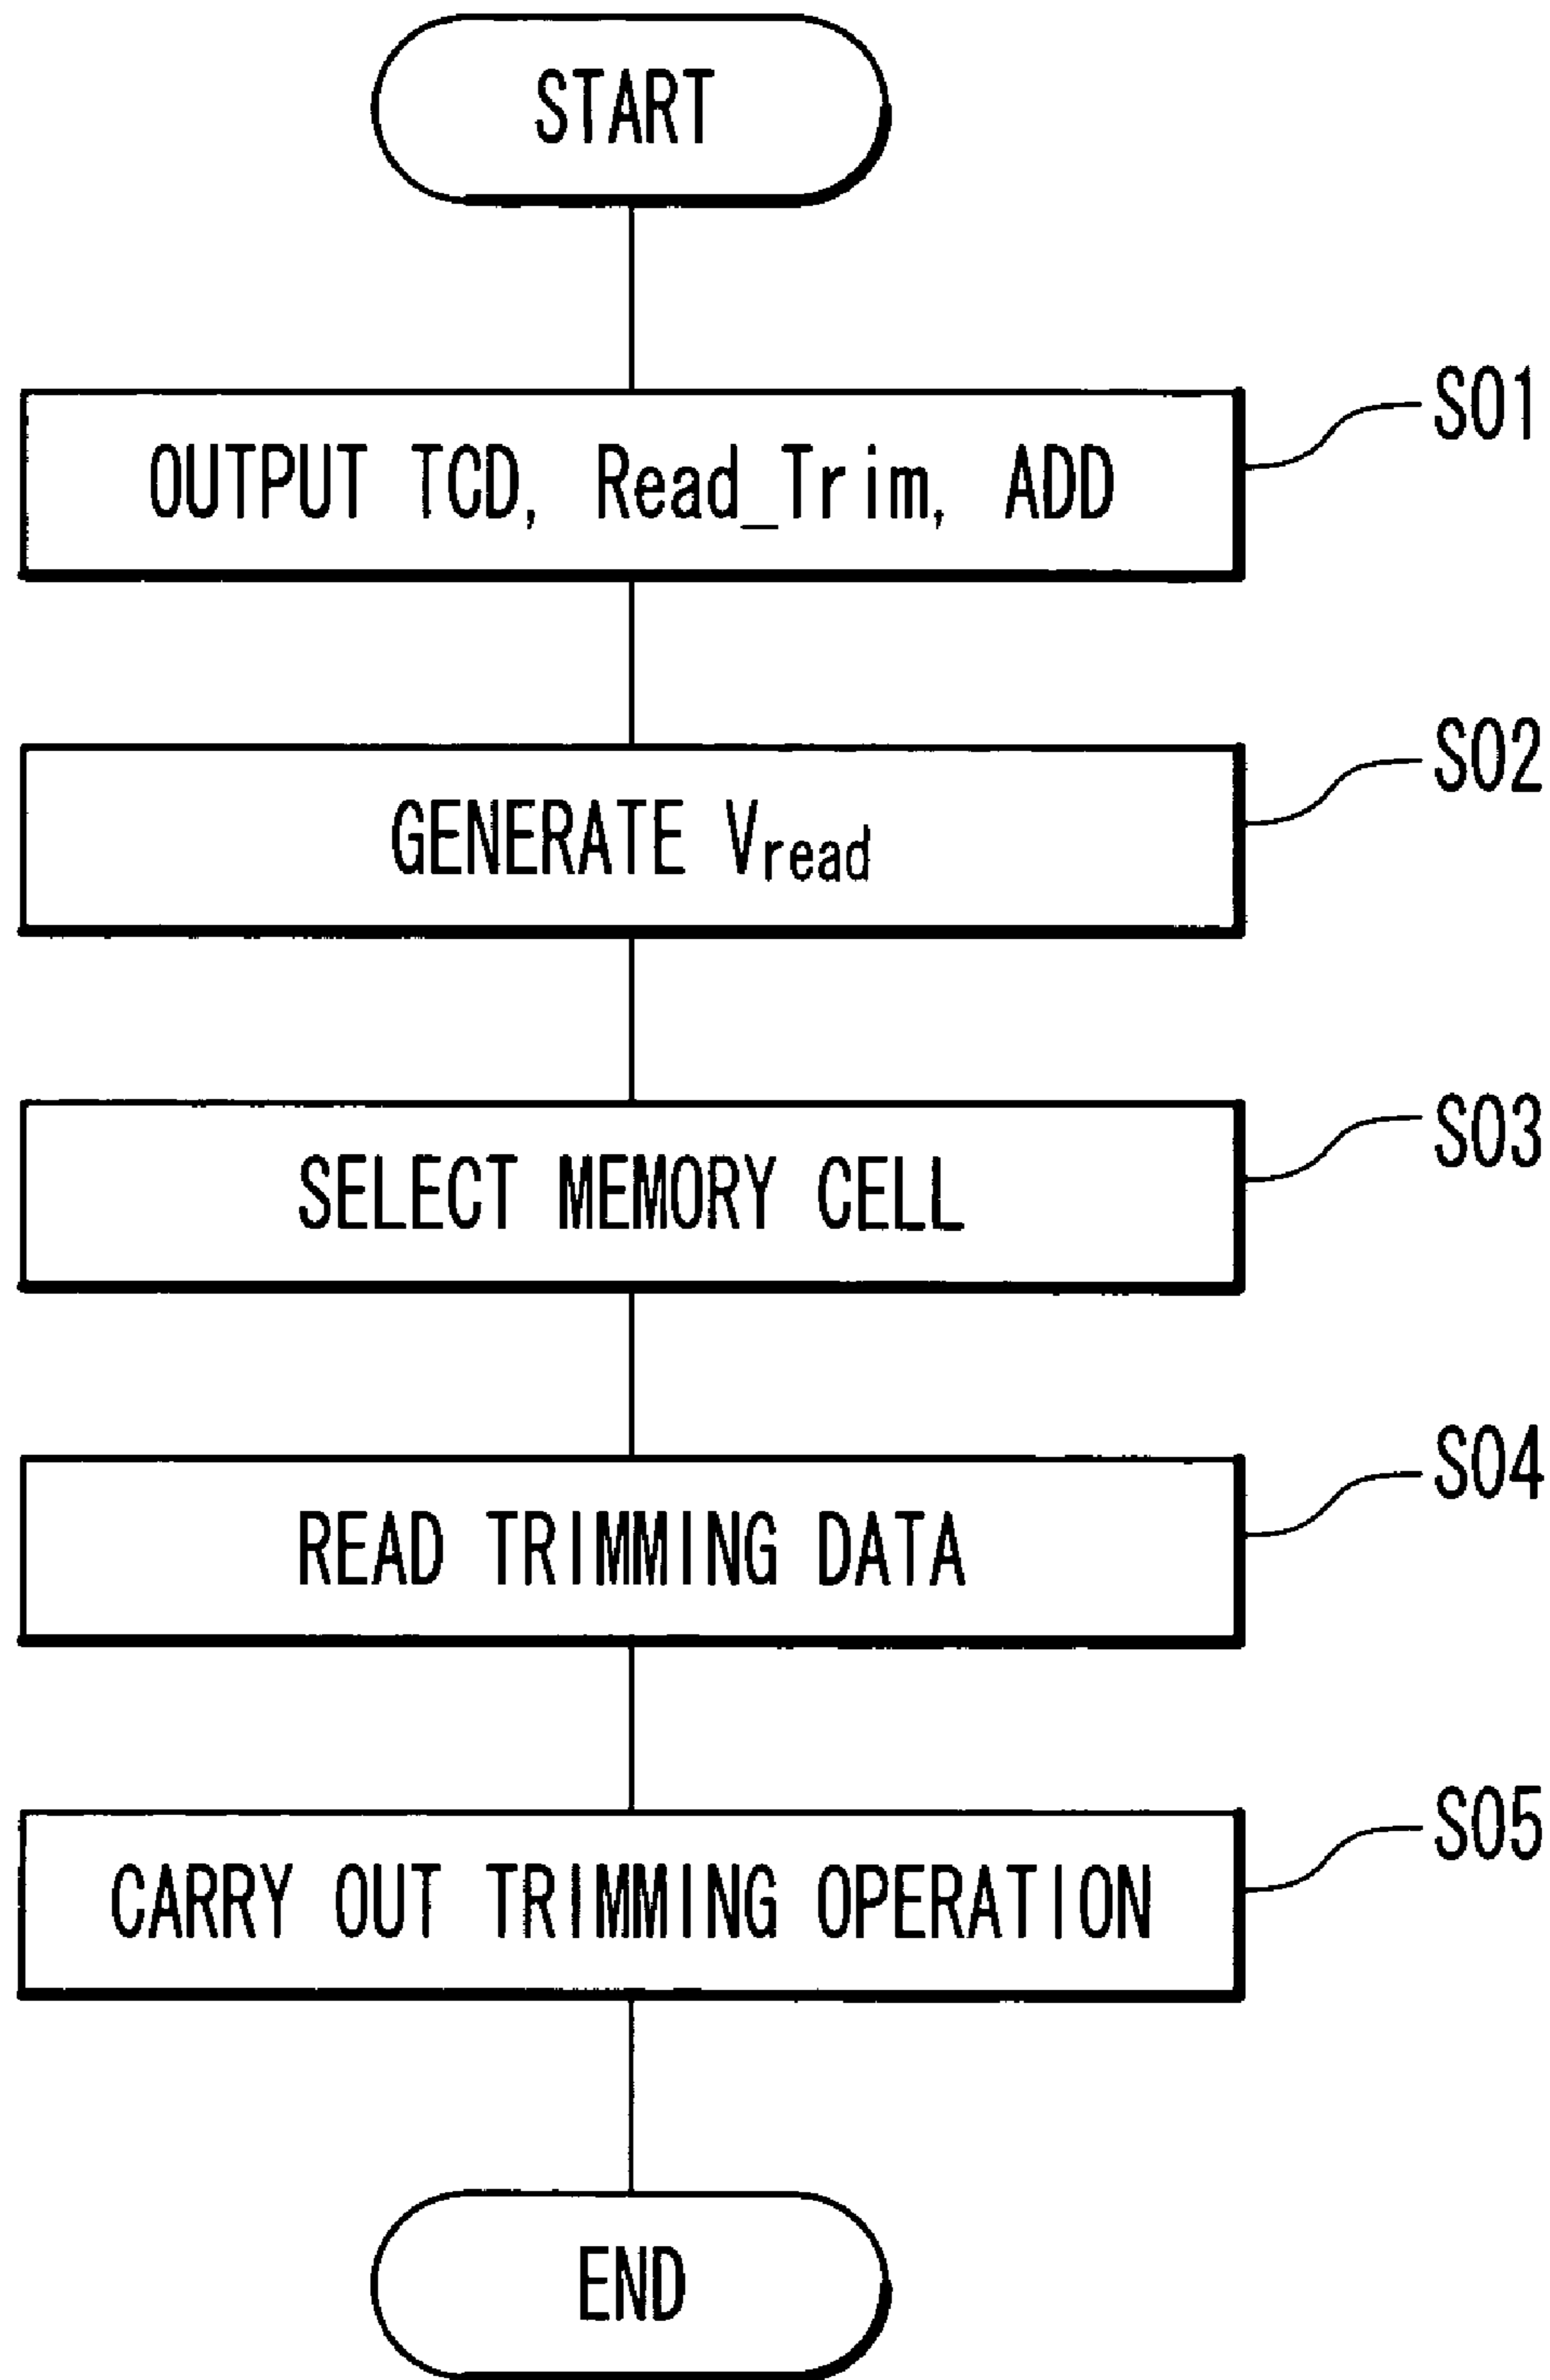 START
OUTPUT TCD, Read_Trim, ADD
S01
GENERATE Vread
S02
SELECT MEMORY CELL
S03
READ TRIMMING DATA
S04
CARRY OUT TRIMMING OPERATION
S05
END